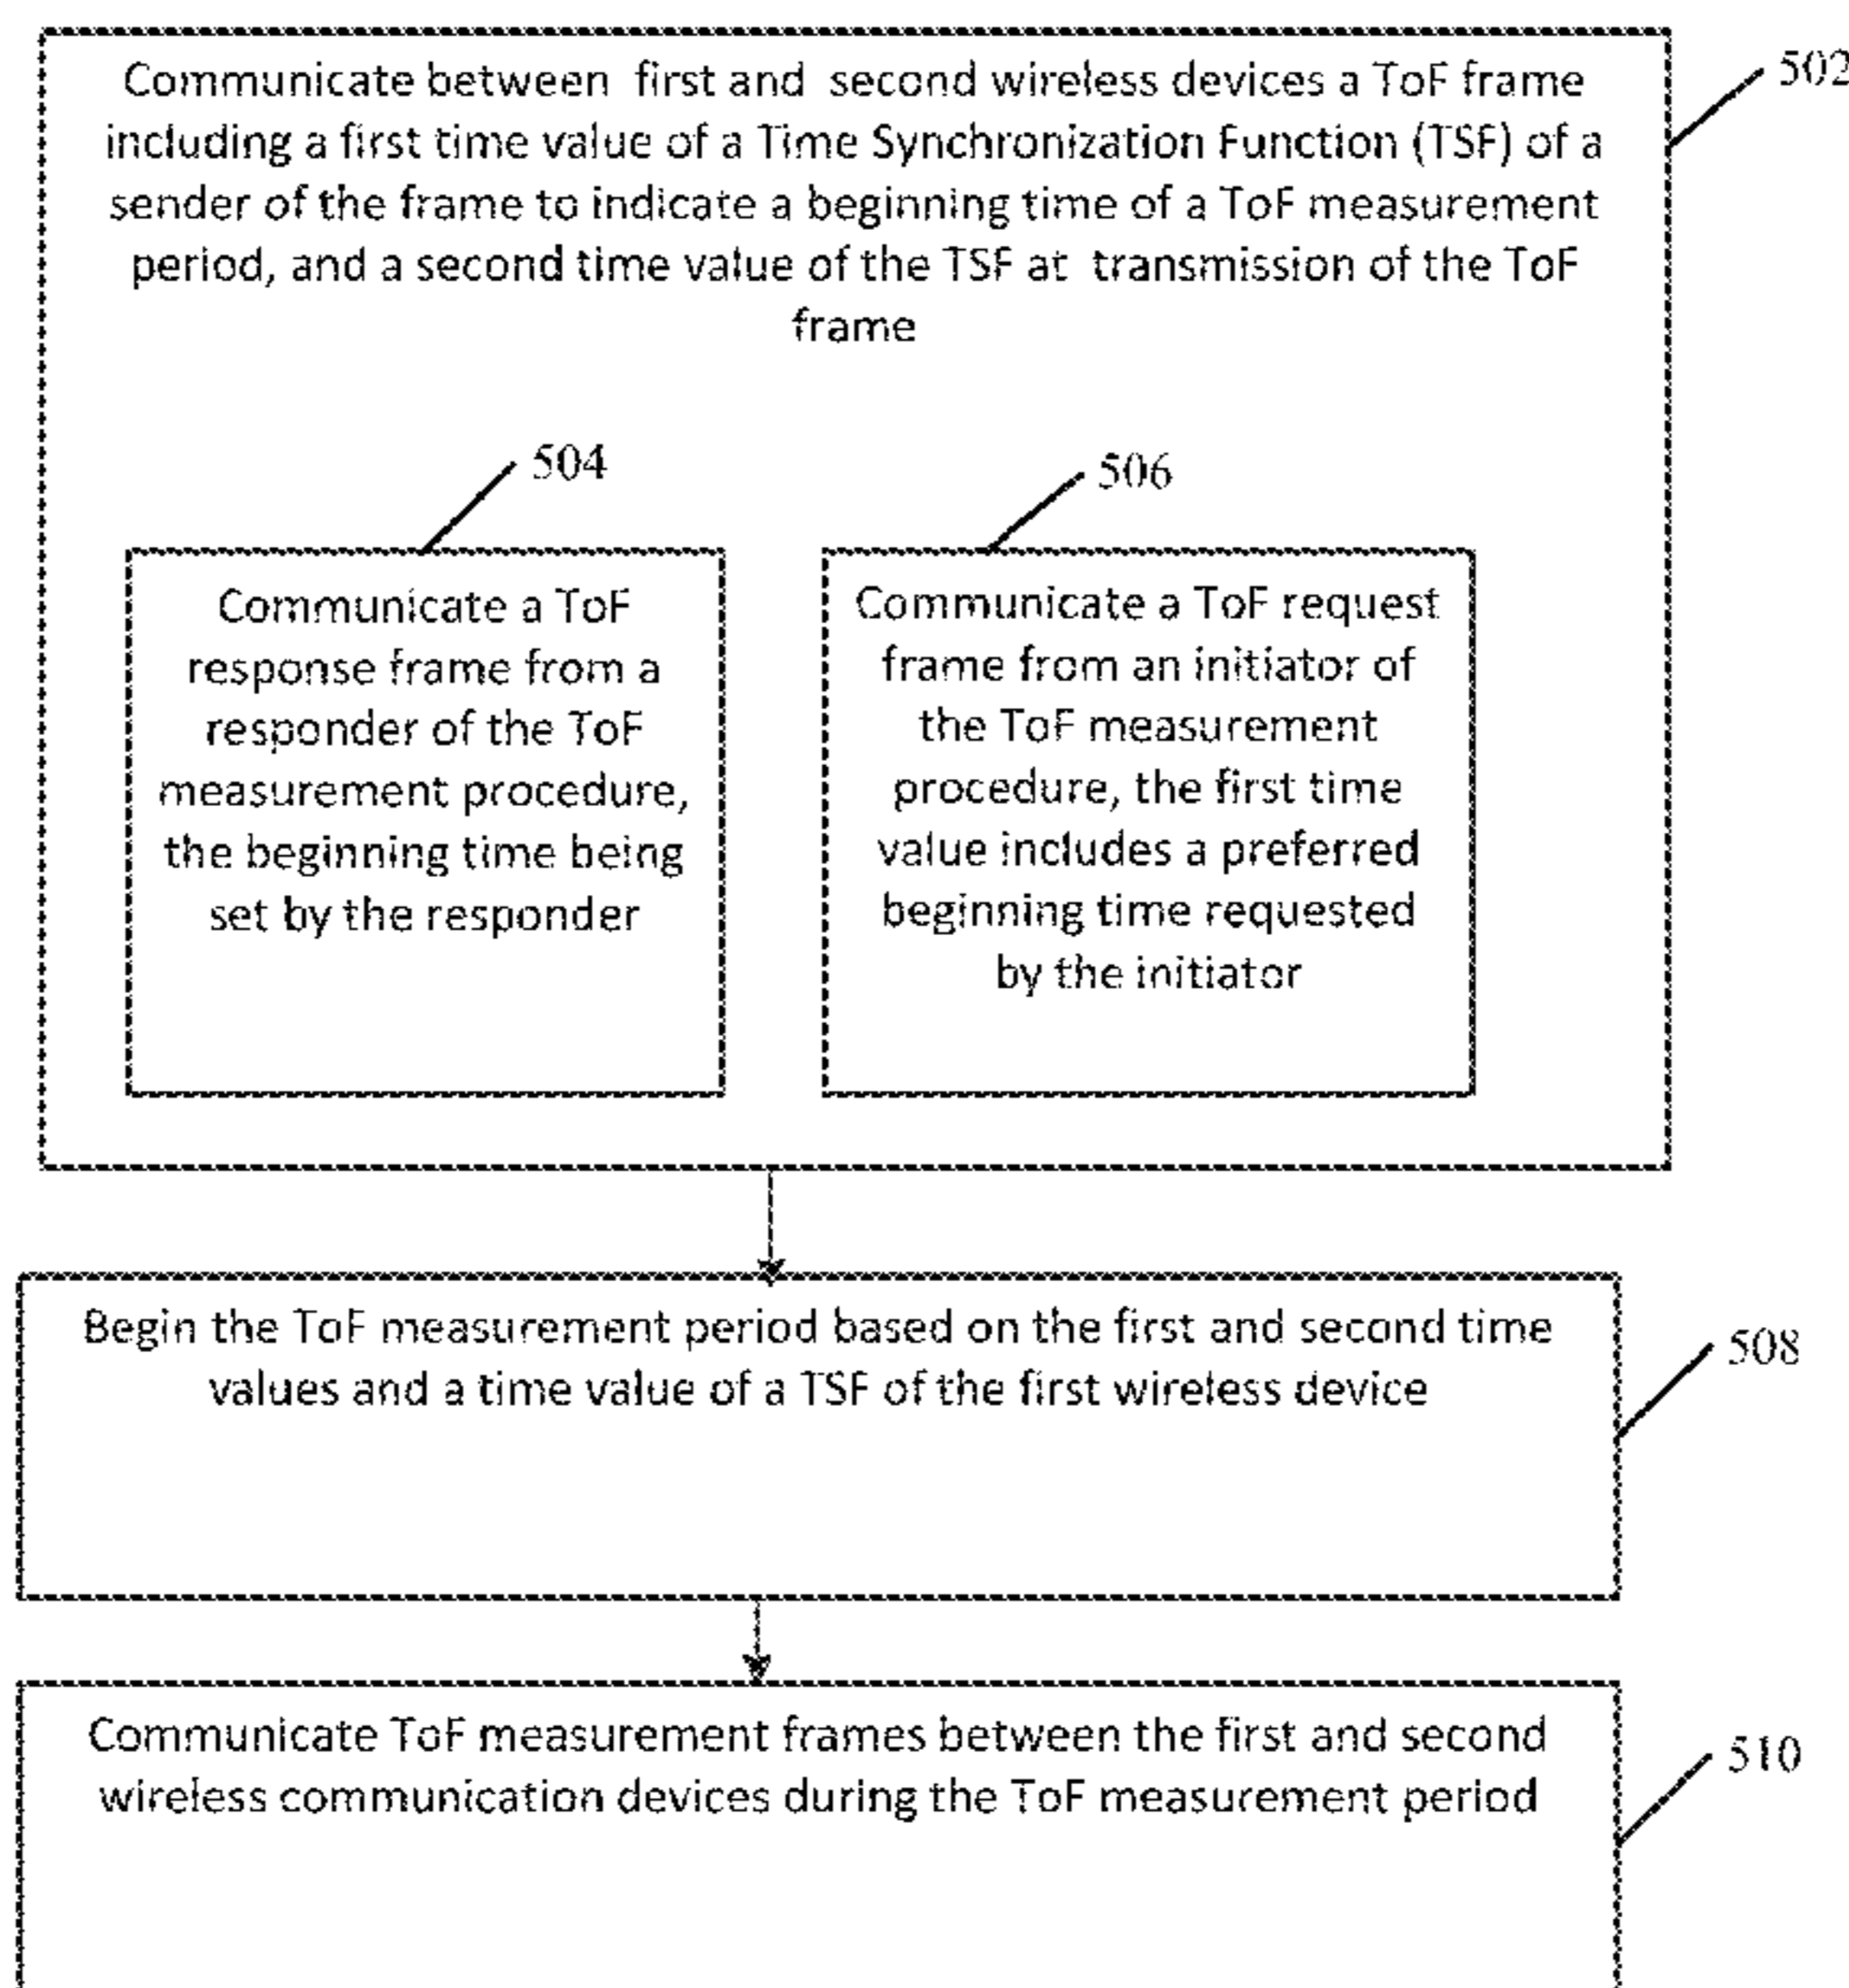 Communicate between first and second wireless devices a ToF frame
including a first time value of a Time Synchronization Function (TSF) of a
sender of the frame to indicate a beginning time of a ToF measurement
period, and a second time value of the TSF at transmission of the ToF
frame
502
504
Communicate a ToF
response frame from a
responder of the ToF
measurement procedure,
the beginning time being
set by the responder
506
Communicate a ToF request
frame from an initiator of
the ToF measurement
procedure, the first time
value includes a preferred
beginning time requested
by the initiator
Begin the ToF measurement period based on the first and second time
values and a time value of a TSF of the first wireless device
508
Communicate ToF measurement frames between the first and second
wireless communication devices during the ToF measurement period
510